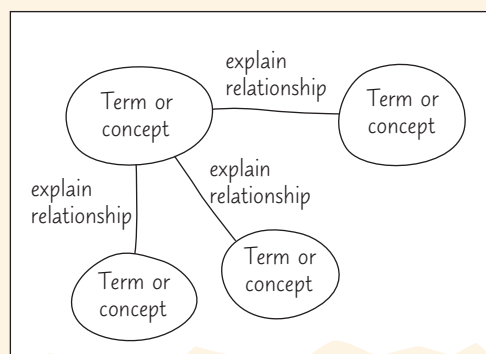 explain
relationship
Term or
concept
Term or
concept
explain
relationship
explain
relationship
Term or
concept
Term or
concept